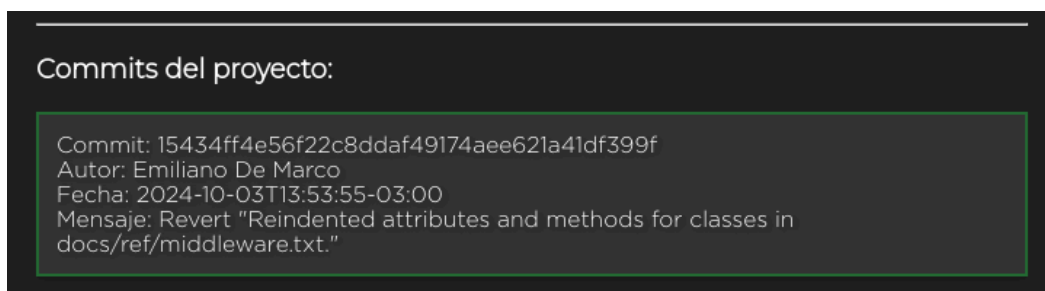 Commits del proyecto:
Commit: 15434ff4e56f22c8ddaf49174aee621a41df399f
Autor: Emiliano De Marco
Fecha: 2024-10-03T13:53:55-03:00
Mensaje: Revert "Reindented attributes and methods for classes in
docs/ref/middleware.txt."